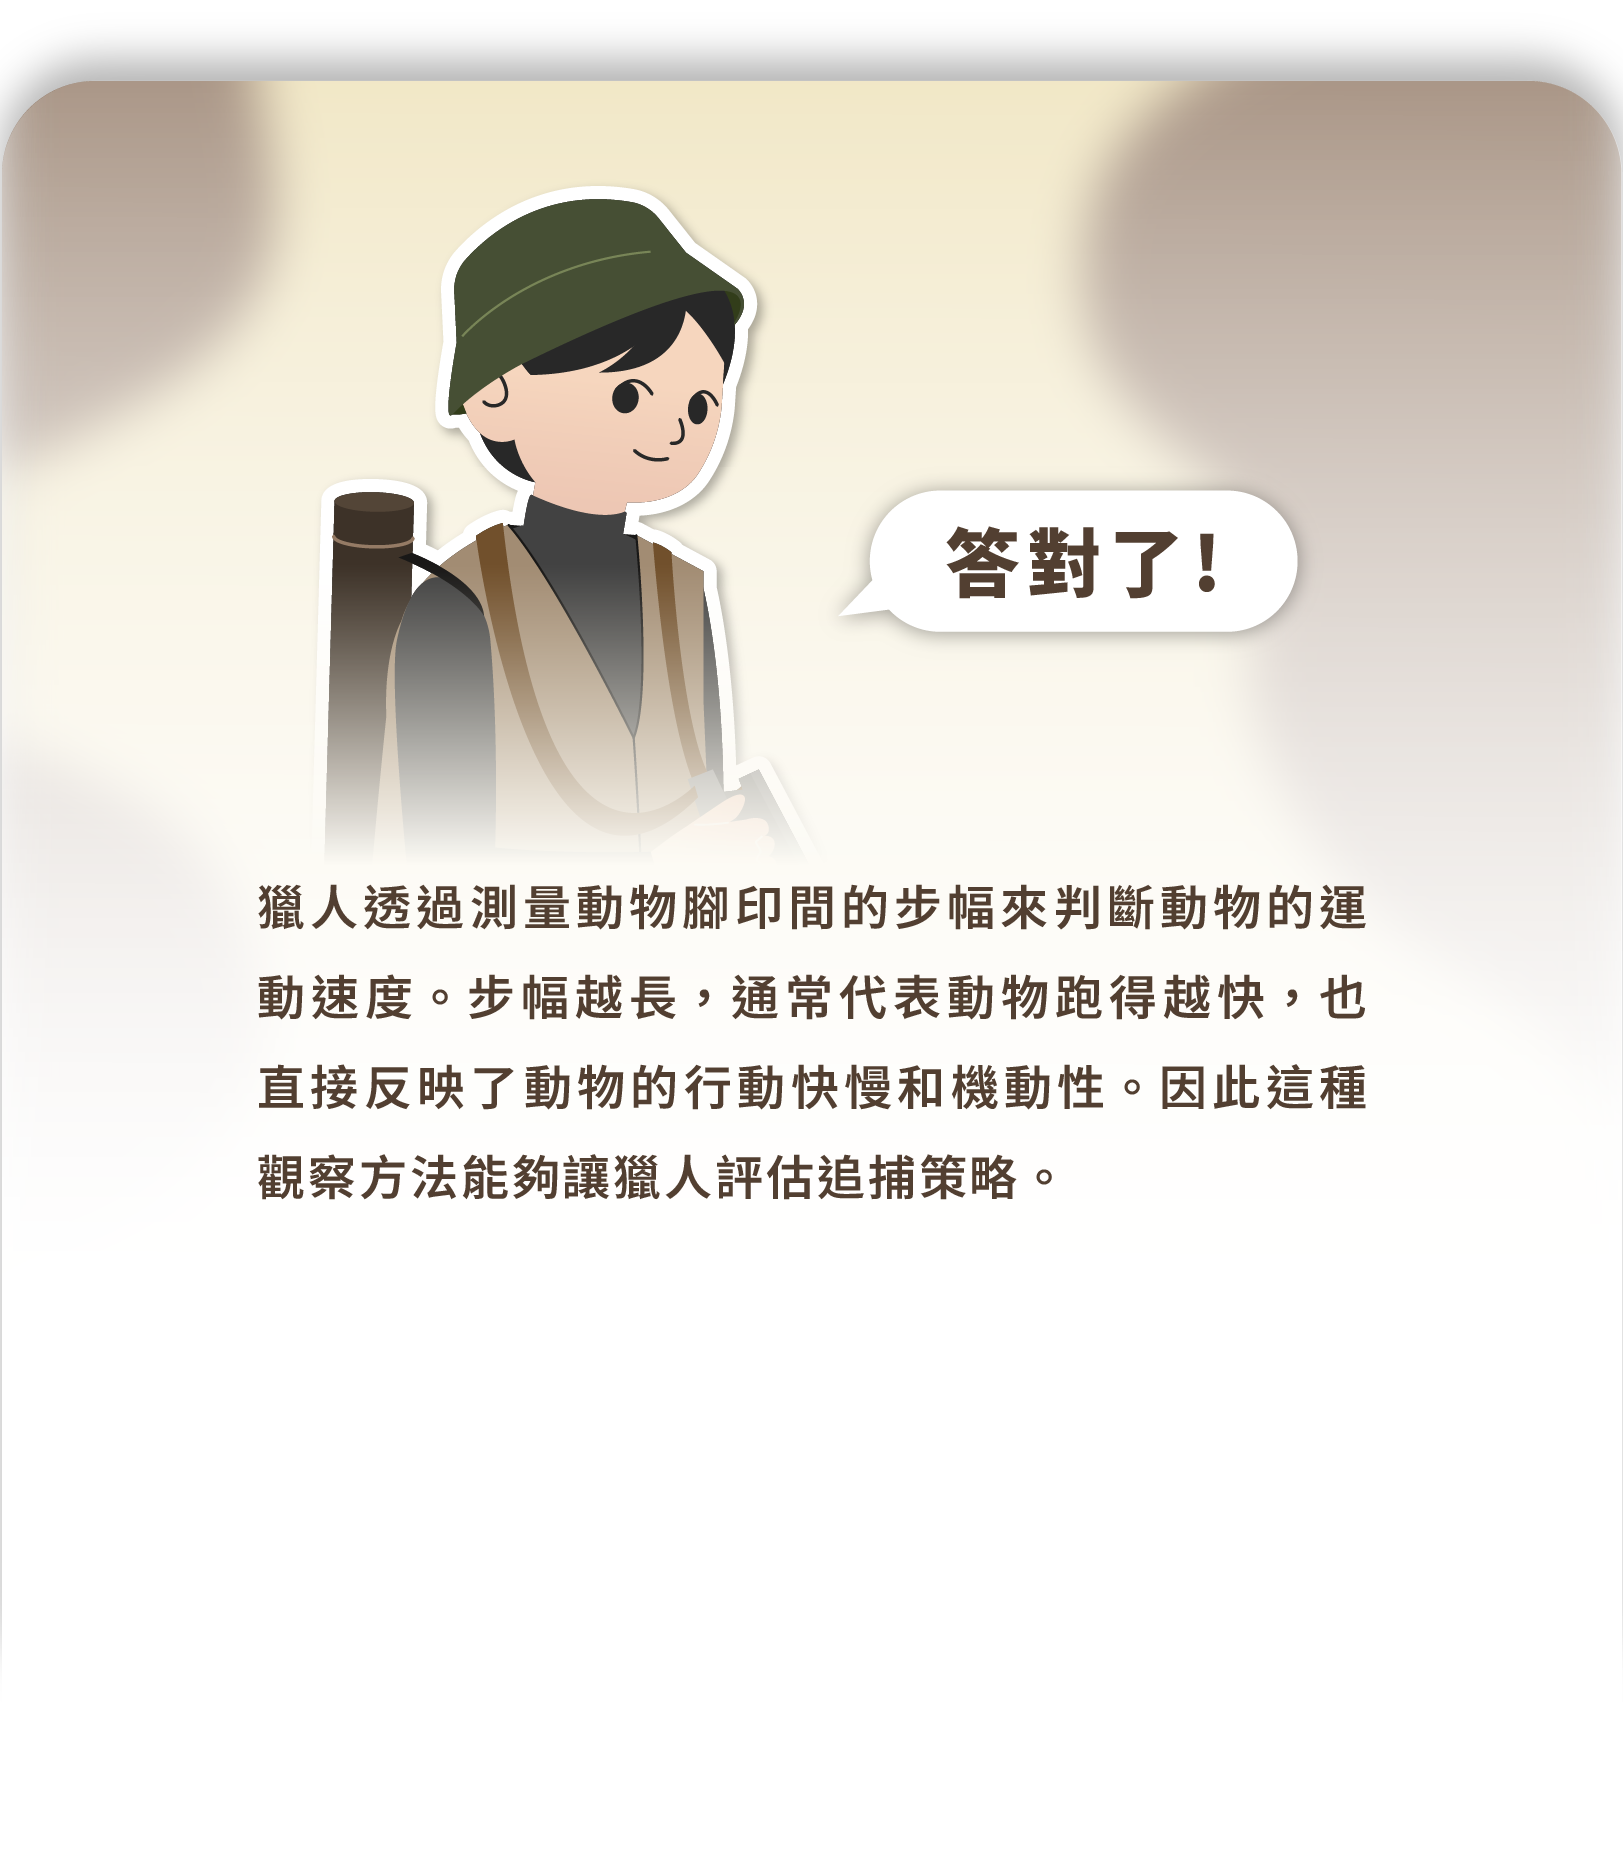 答對了！
獵人透過測量動物腳印間的步幅來判斷動物的運
動速度。步幅越長，通常代表動物跑得越快，也
直接反映了動物的行動快慢和機動性。因此這種
觀察方法能夠讓獵人評估追捕策略。